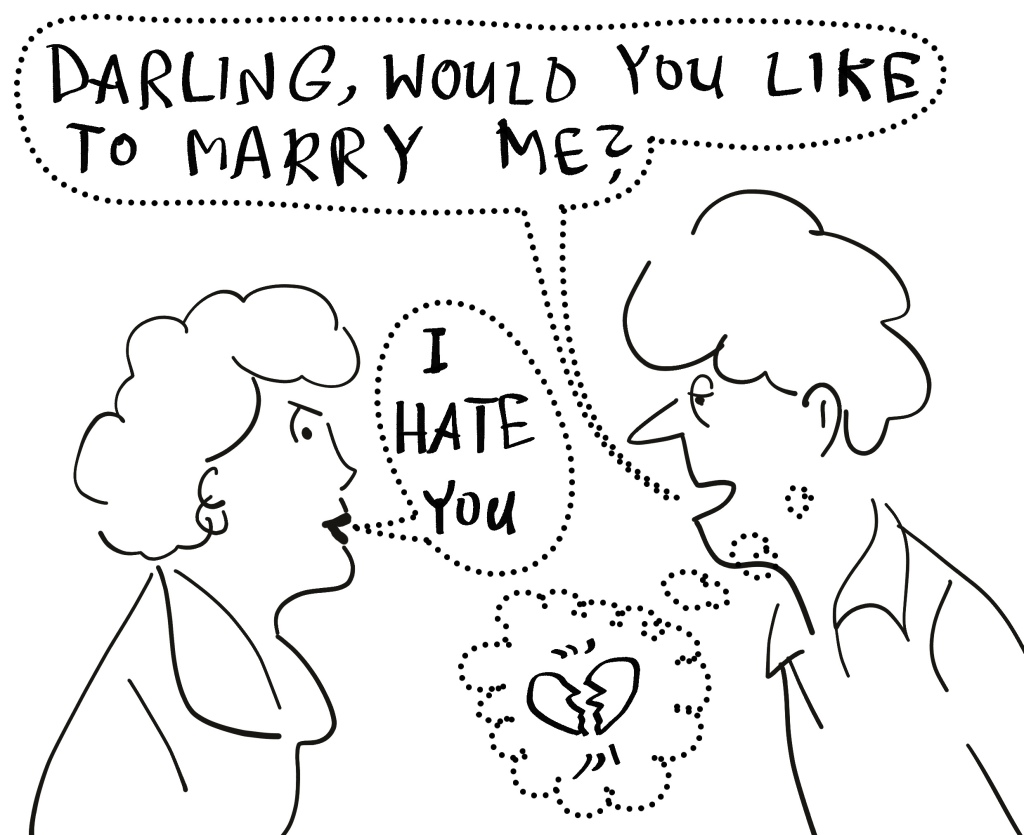 DARLING, WOULD YOU LIKE
TO MARRY ME?
I
HATE
YOU